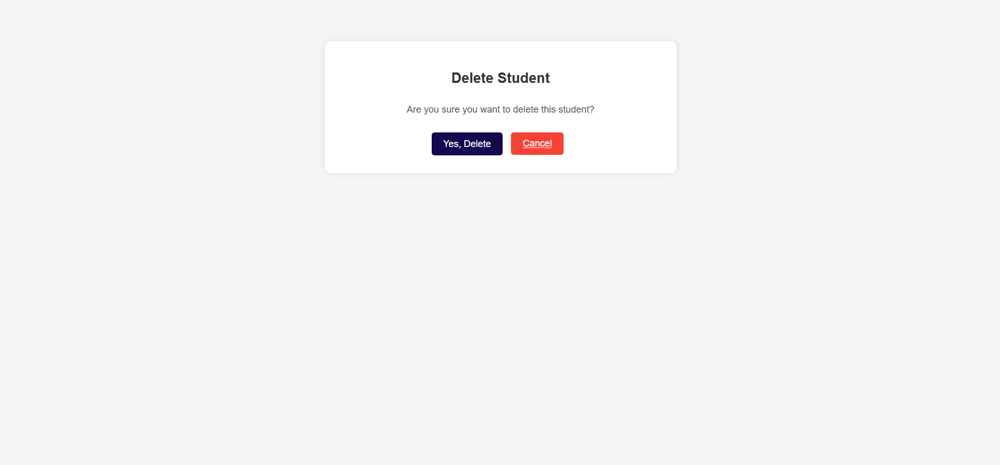 Delete Student
Are you sure you want to delete this student?
Yes, Delete Cancel